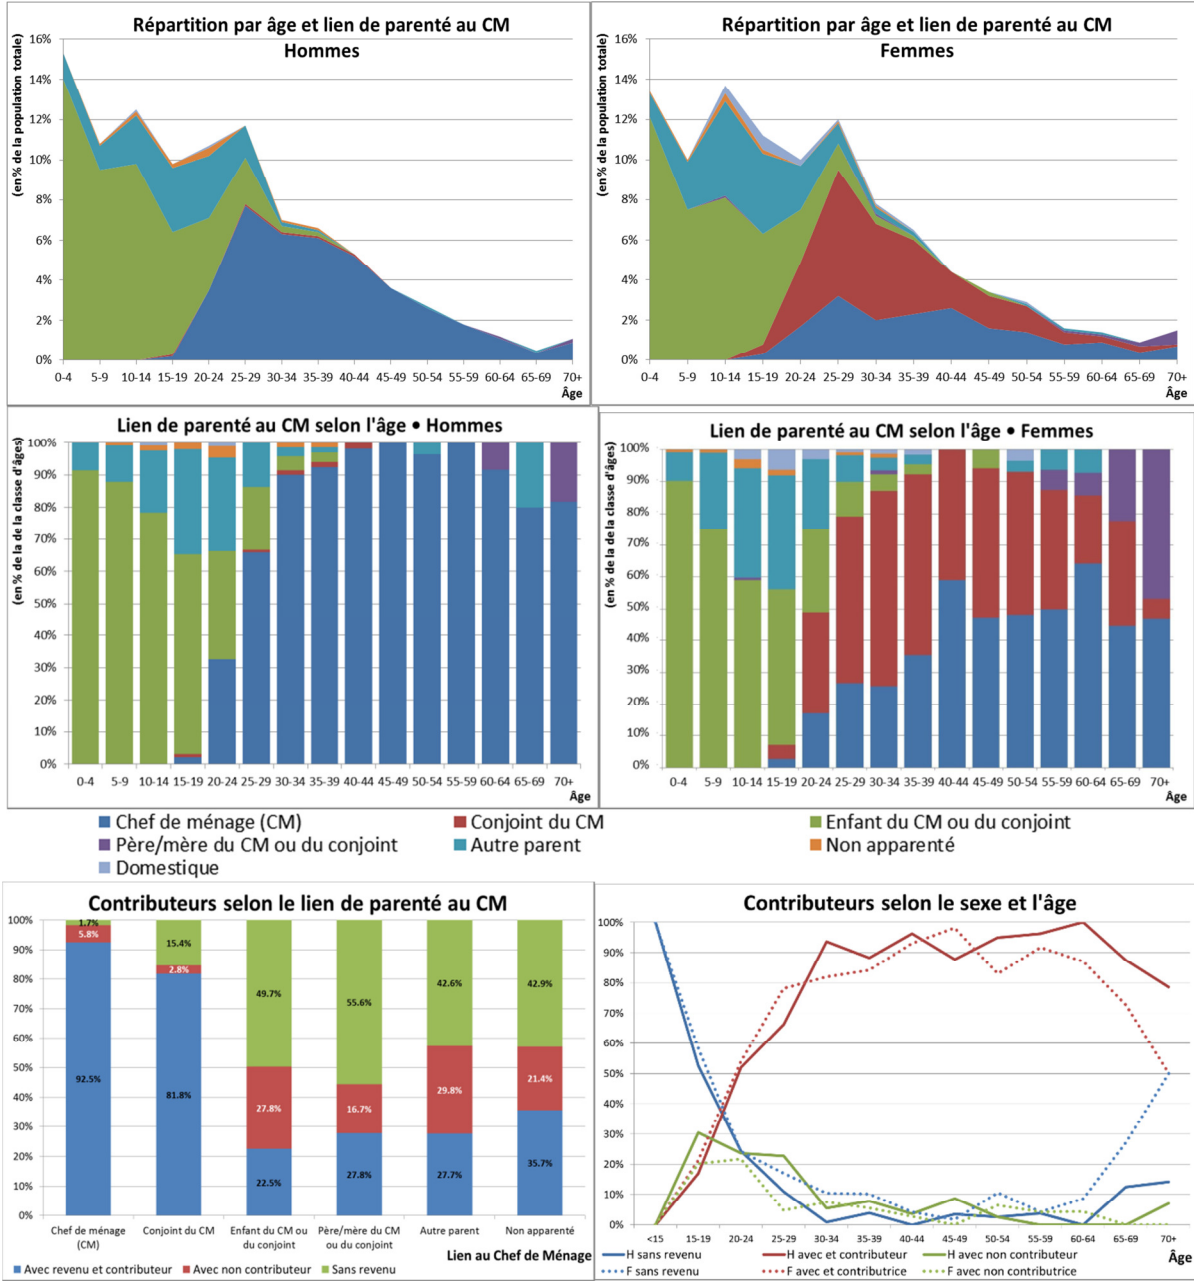 Répartition par âge et lien de parenté au CM
Hommes
(en % de la population totale)
16%
14%
12%
10%
8%
6%
4%
2%
0%
0-4 5-9 10-14 15-19 20-24 25-29 30-34 35-39 40-44 45-49 50-54 55-59 60-64 65-69 70+
Âge
Répartition par âge et lien de parenté au CM
Femmes
(en % de la population totale)
16%
14%
12%
10%
8%
6%
4%
2%
0%
0-4 5-9 10-14 15-19 20-24 25-29 30-34 35-39 40-44 45-49 50-54 55-59 60-64 65-69 70+
Âge
Lien de parenté au CM selon l'âge • Hommes
(en % de la de la classe d'âges)
100%
90%
80%
70%
60%
50%
40%
30%
20%
10%
0%
0-4 5-9 10-14 15-19 20-24 25-29 30-34 35-39 40-44 45-49 50-54 55-59 60-64 65-69 70+
Âge
Lien de parenté au CM selon l'âge • Femmes
(en % de la de la classe d'âges)
100%
90%
80%
70%
60%
50%
40%
30%
20%
10%
0%
0-4 5-9 10-14 15-19 20-24 25-29 30-34 35-39 40-44 45-49 50-54 55-59 60-64 65-69 70+
Âge
Chef de ménage (CM) Conjoint du CM Enfant du CM ou du conjoint
Père/mère du CM ou du conjoint Autre parent Non apparenté
Domestique
Contributeurs selon le lien de parenté au CM
100%
90%
80%
70%
60%
50%
40%
30%
20%
10%
0%
1.7%
5.8%
92.5%
15.4%
2.8%
81.8%
49.7%
27.8%
22.5%
55.6%
16.7%
27.8%
42.6%
29.8%
27.7%
42.9%
21.4%
35.7%
Chef de ménage
(CM)
Conjoint du CM
Enfant du CM ou
du conjoint
Père/mère du CM
ou du conjoint
Autre parent
Non apparenté
Lien au Chef de Ménage
Avec revenu et contributeur Avec non contributeur Sans revenu
Contributeurs selon le sexe et l'âge
100%
90%
80%
70%
60%
50%
40%
30%
20%
10%
0%
<15 15-19 20-24 25-29 30-34 35-39 40-44 45-49 50-54 55-59 60-64 65-69 70+
Âge
H sans revenu H avec et contributeur H avec non contributeur
F sans revenu F avec et contributrice F avec non contributrice